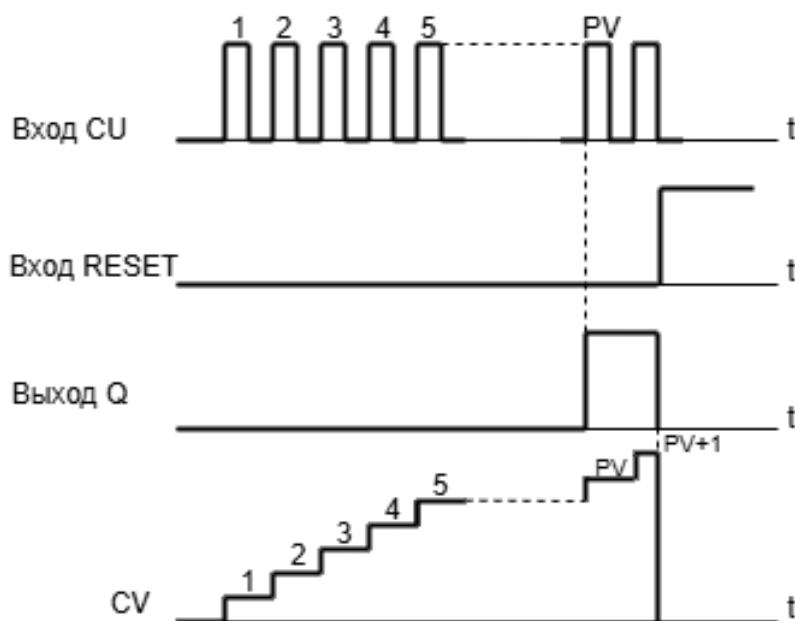 1 2 3 4 5 PV
Вход CU t
Вход RESET t
Выход Q t
PV+1
PV
5
4
3
2
1
CV t